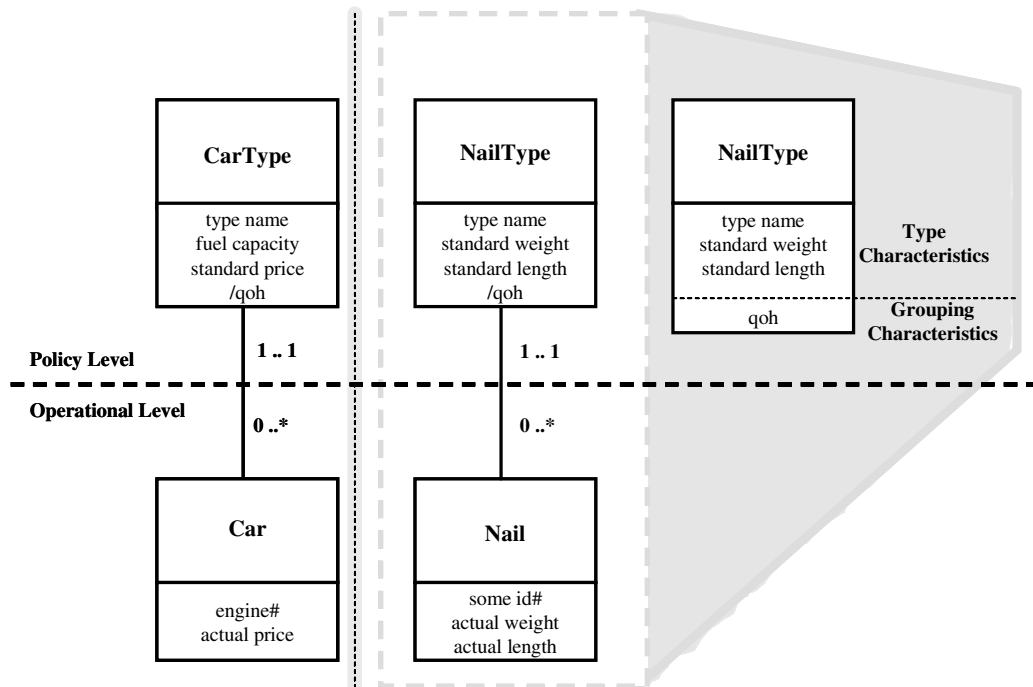 CarType
type name
fuel capacity
standard price
/qoh
NailType
type name
standard weight
standard length
/qoh
NailType
type name
standard weight
standard length
qoh
Type
Characteristics
Grouping
Characteristics
1 .. 1
1 .. 1
Policy Level
Operational Level
0 ..*
0 ..*
Car
engine#
actual price
Nail
some id#
actual weight
actual length